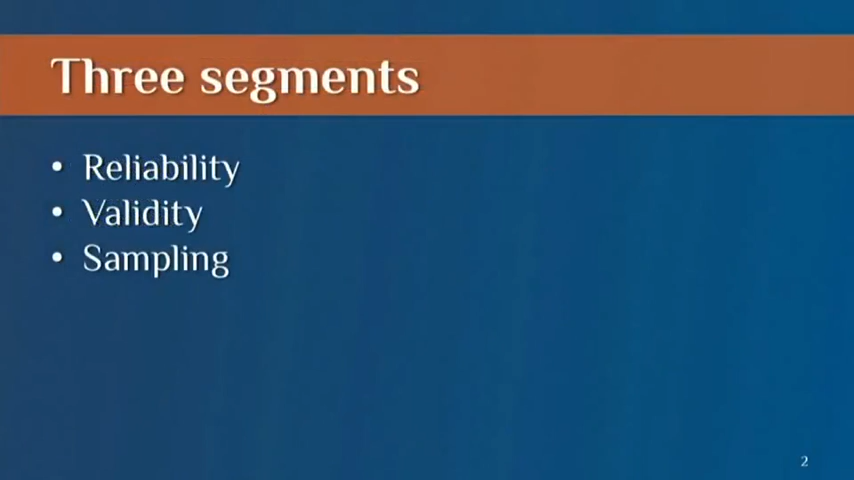 Three segments
• Reliability
• Validity
• Sampling
2